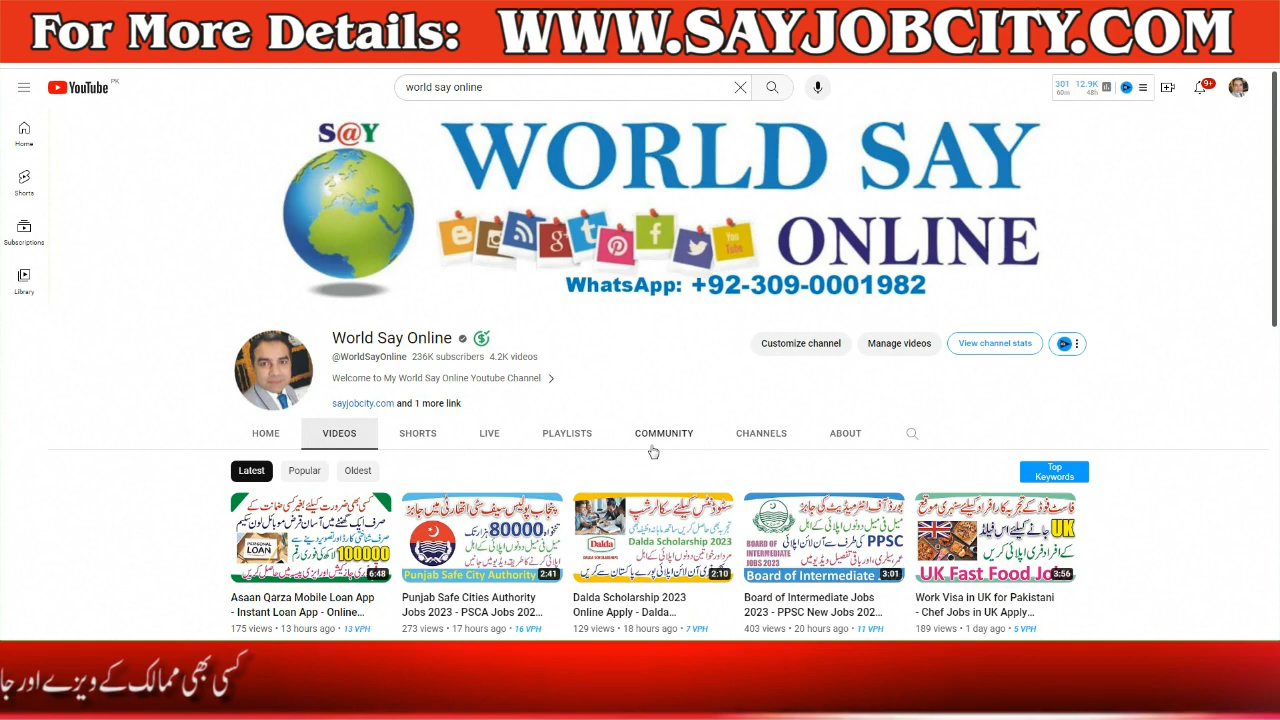 For More Details: WWW.SAYJOBCITY.COM
YouTube PK
world say online
301 12.9K
60m 48h
9+
Home
Shorts
Subscriptions
Library
S@Y
WORLD SAY
ONLINE
WhatsApp: +92-309-0001982
World Say Online
@WorldSayOnline 236K subscribers 4.2K videos
Welcome to My World Say Online Youtube Channel
sayjobcity.com and 1 more link
Customize channel
Manage videos
View channel stats
HOME VIDEOS SHORTS LIVE PLAYLISTS COMMUNITY CHANNELS ABOUT
Latest Popular Oldest
Top Keywords
PERSONAL LOAN
100000
6:48
Asaan Qarza Mobile Loan App
- Instant Loan App - Online...
175 views • 13 hours ago • 13 VPH
80000
Punjab Safe City Authority
2:41
Punjab Safe Cities Authority
Jobs 2023 - PSCA Jobs 202...
273 views • 17 hours ago • 16 VPH
Dalda
Dalda Scholarship 2023
2:10
Dalda Scholarship 2023
Online Apply - Dalda...
129 views • 18 hours ago • 7 VPH
BOARD OF INTERMEDIATE JOBS 2023
PPSC
Board of Intermediate
3:01
Board of Intermediate Jobs
2023 - PPSC New Jobs 202...
403 views • 20 hours ago • 11 VPH
UK
UK Fast Food Jo
3:56
Work Visa in UK for Pakistani
- Chef Jobs in UK Apply...
189 views • 1 day ago • 5 VPH
کسی بھی ممالک کے ویزے اور جا